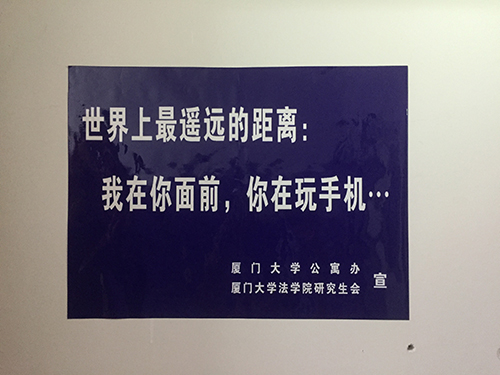 世界上最遥远的距离：
我在你面前，你在玩手机…
厦门大学公寓办
厦门大学法学院研究生会
宣